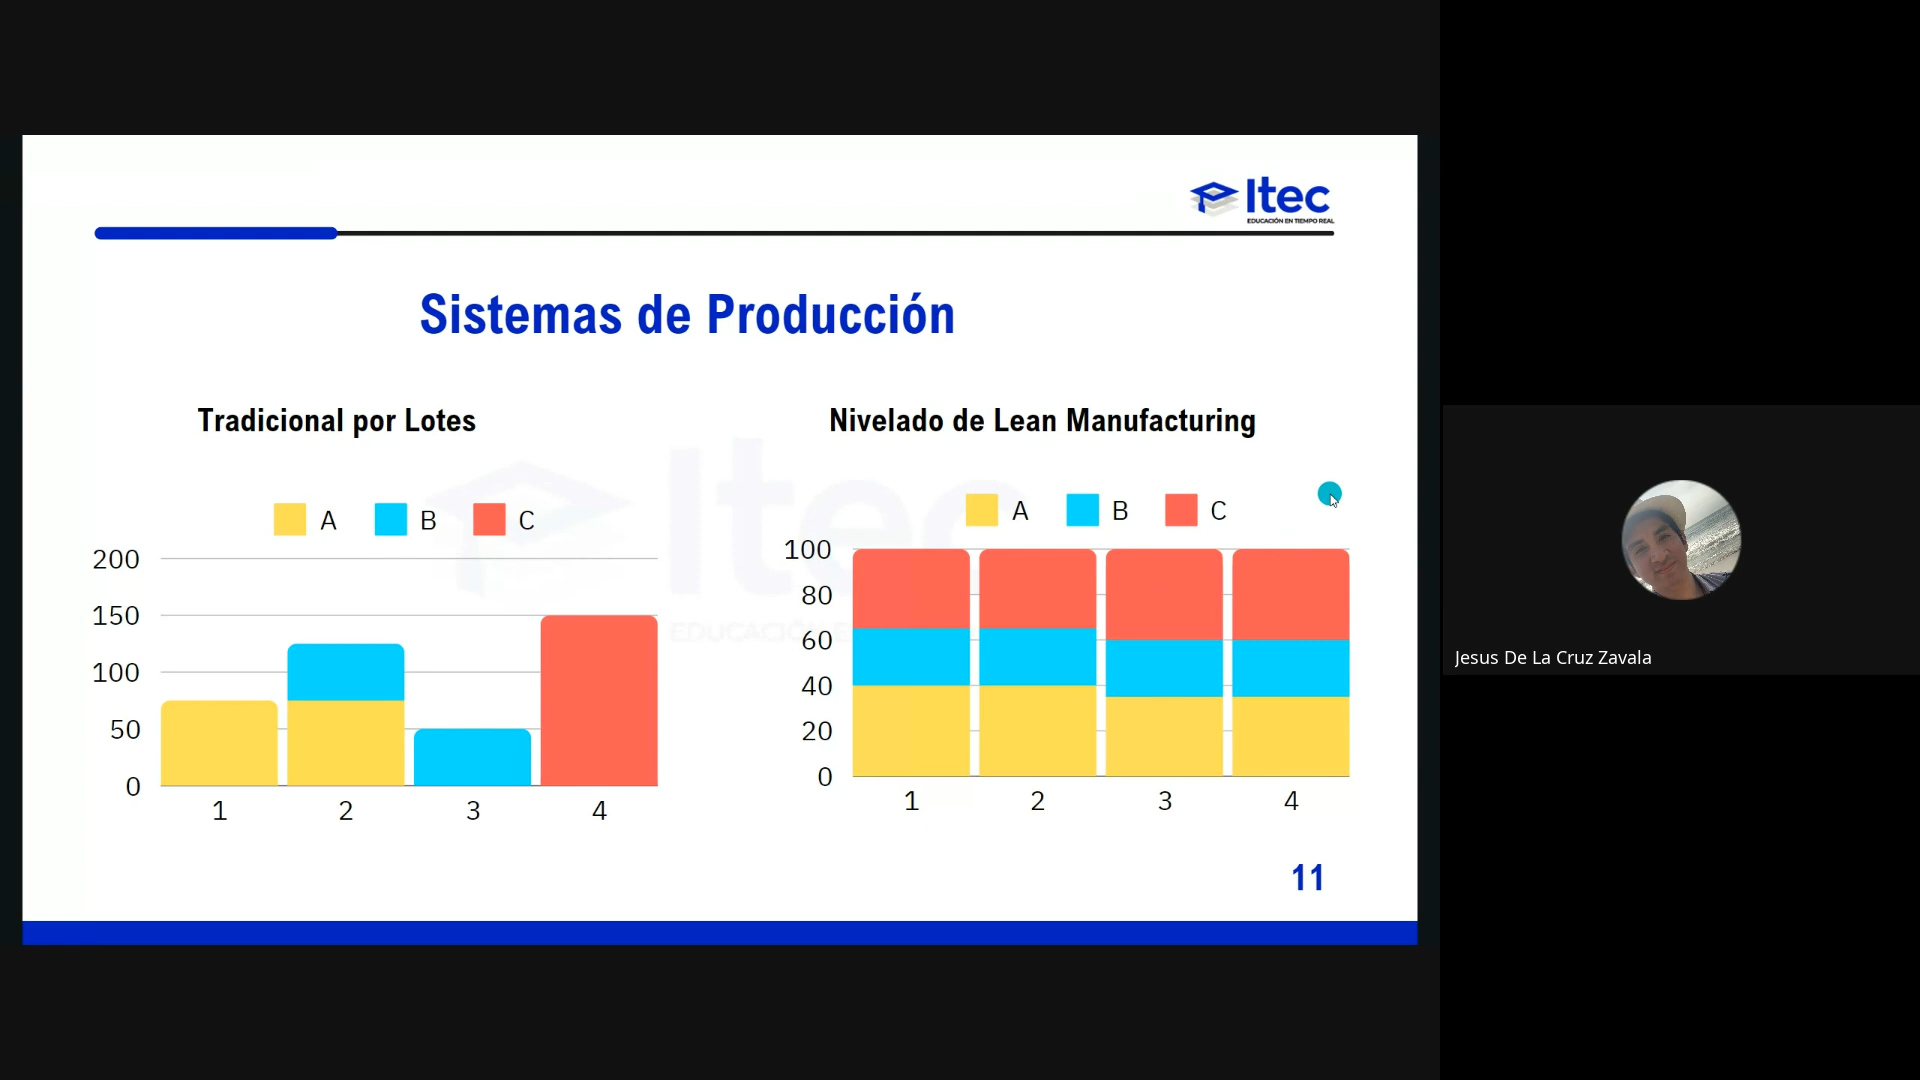 Itec
EDUCACIÓN EN TIEMPO REAL
Sistemas de Producción
Tradicional por Lotes
A B C
200
150
100
50
0
1 2 3 4
Nivelado de Lean Manufacturing
A B C
100
80
60
40
20
0
1 2 3 4
Itec
EDUCACIÓN E
11
Jesus De La Cruz Zavala